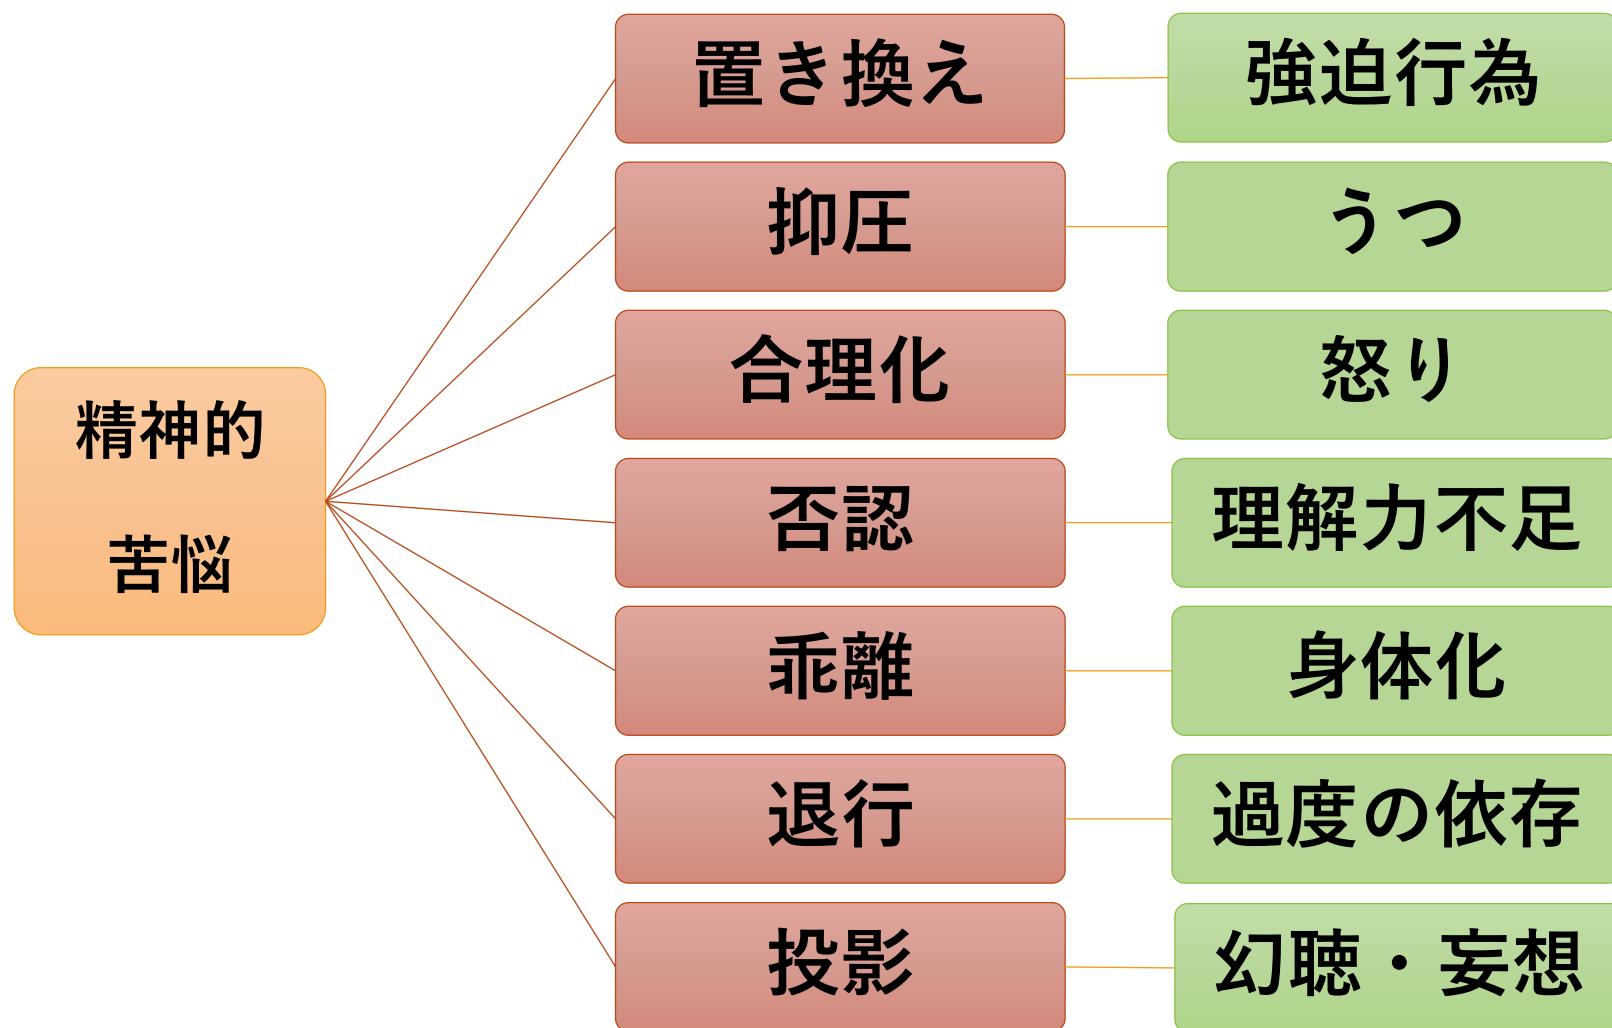 精神的
苦悩
置き換え
強迫行為
抑圧
うつ
合理化
怒り
否認
理解力不足
乖離
身体化
退行
過度の依存
投影
幻聴・妄想